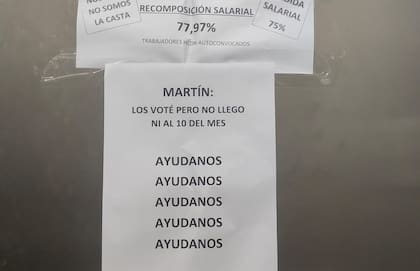 NO SOMOS
LA CASTA
RECOMPOSICIÓN SALARIAL
77,97%
TRABAJADORES AUTOCONVOCADOS
SALARIAL
75%
MARTÍN:
LOS VOTÉ PERO NO LLEGO
NI AL 10 DEL MES
AYUDANOS
AYUDANOS
AYUDANOS
AYUDANOS
AYUDANOS